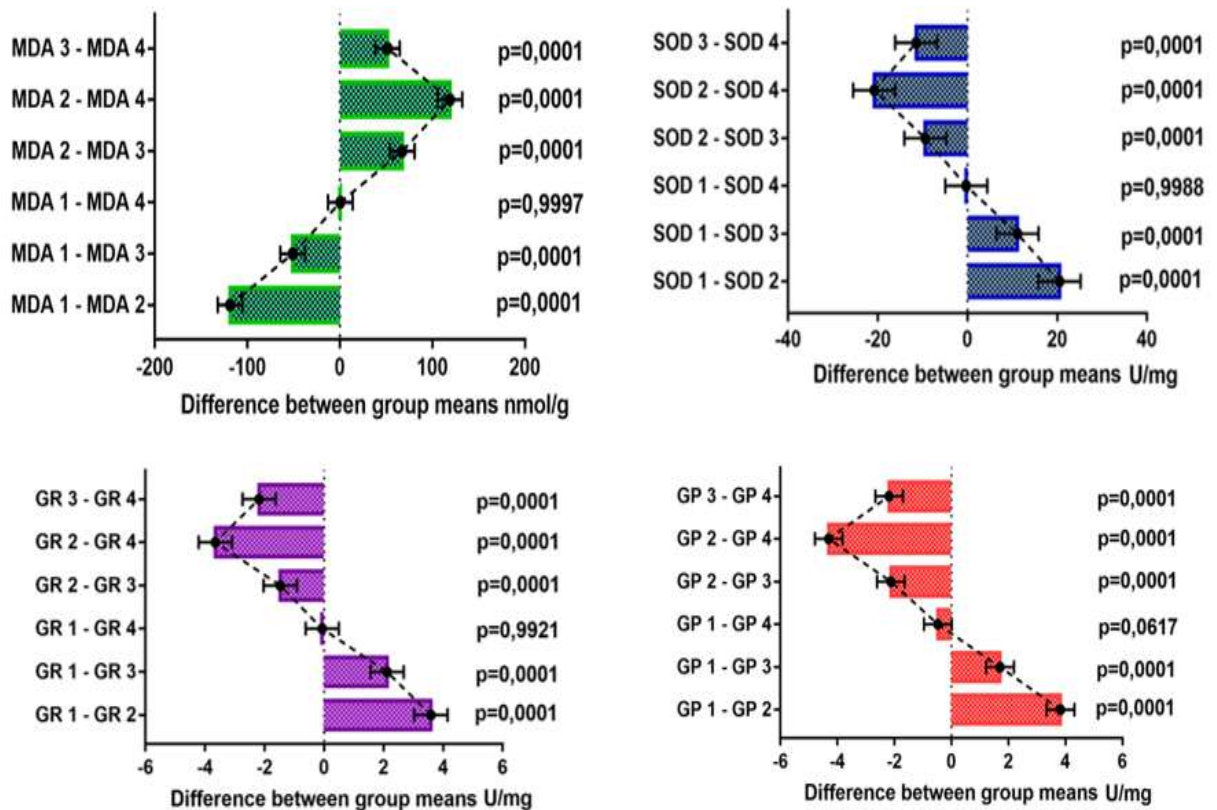 MDA 3 - MDA 4
p=0,0001
MDA 2 - MDA 4
p=0,0001
MDA 2 - MDA 3
p=0,0001
MDA 1 - MDA 4
p=0,9997
MDA 1 - MDA 3
p=0,0001
MDA 1 - MDA 2
p=0,0001
-200 -100 0 100 200
Difference between group means nmol/g
SOD 3 - SOD 4
p=0,0001
SOD 2 - SOD 4
p=0,0001
SOD 2 - SOD 3
p=0,0001
SOD 1 - SOD 4
p=0,9988
SOD 1 - SOD 3
p=0,0001
SOD 1 - SOD 2
p=0,0001
-40 -20 0 20 40
Difference between group means U/mg
GR 3 - GR 4
p=0,0001
GR 2 - GR 4
p=0,0001
GR 2 - GR 3
p=0,0001
GR 1 - GR 4
p=0,9921
GR 1 - GR 3
p=0,0001
GR 1 - GR 2
p=0,0001
-6 -4 -2 0 2 4 6
Difference between group means U/mg
GP 3 - GP 4
p=0,0001
GP 2 - GP 4
p=0,0001
GP 2 - GP 3
p=0,0001
GP 1 - GP 4
p=0,0617
GP 1 - GP 3
p=0,0001
GP 1 - GP 2
p=0,0001
-6 -4 -2 0 2 4 6
Difference between group means U/mg